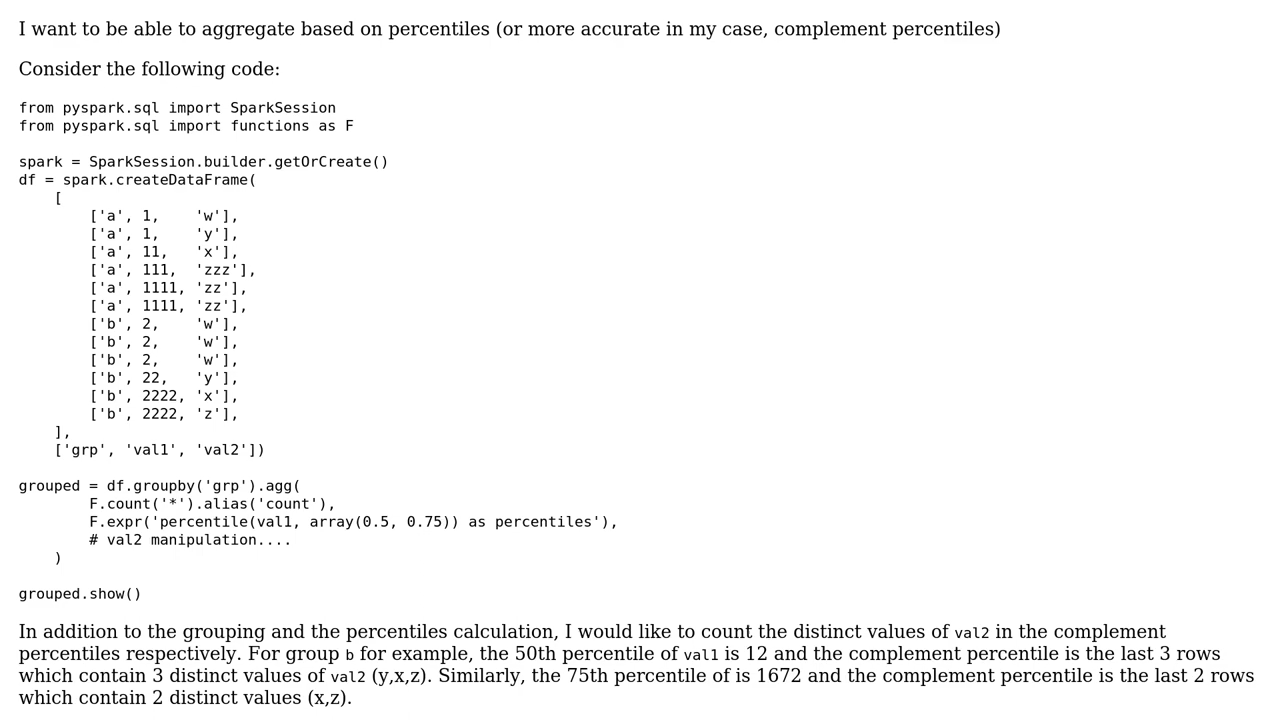 I want to be able to aggregate based on percentiles (or more accurate in my case, complement percentiles)
Consider the following code:
from pyspark.sql import SparkSession
from pyspark.sql import functions as F
spark = SparkSession.builder.getOrCreate()
df = spark.createDataFrame(
    [
        ['a', 1,    'w'],
        ['a', 1,    'y'],
        ['a', 11,   'x'],
        ['a', 111,  'zzz'],
        ['a', 1111, 'zz'],
        ['a', 1111, 'zz'],
        ['b', 2,    'w'],
        ['b', 2,    'w'],
        ['b', 2,    'w'],
        ['b', 22,   'y'],
        ['b', 2222, 'x'],
        ['b', 2222, 'z'],
    ],
    ['grp', 'val1', 'val2'])
grouped = df.groupby('grp').agg(
        F.count('*').alias('count'),
        F.expr('percentile(val1, array(0.5, 0.75)) as percentiles'),
        # val2 manipulation....
    )
grouped.show()
In addition to the grouping and the percentiles calculation, I would like to count the distinct values of val2 in the complement
percentiles respectively. For group b for example, the 50th percentile of val1 is 12 and the complement percentile is the last 3 rows
which contain 3 distinct values of val2 (y,x,z). Similarly, the 75th percentile of is 1672 and the complement percentile is the last 2 rows
which contain 2 distinct values (x,z).